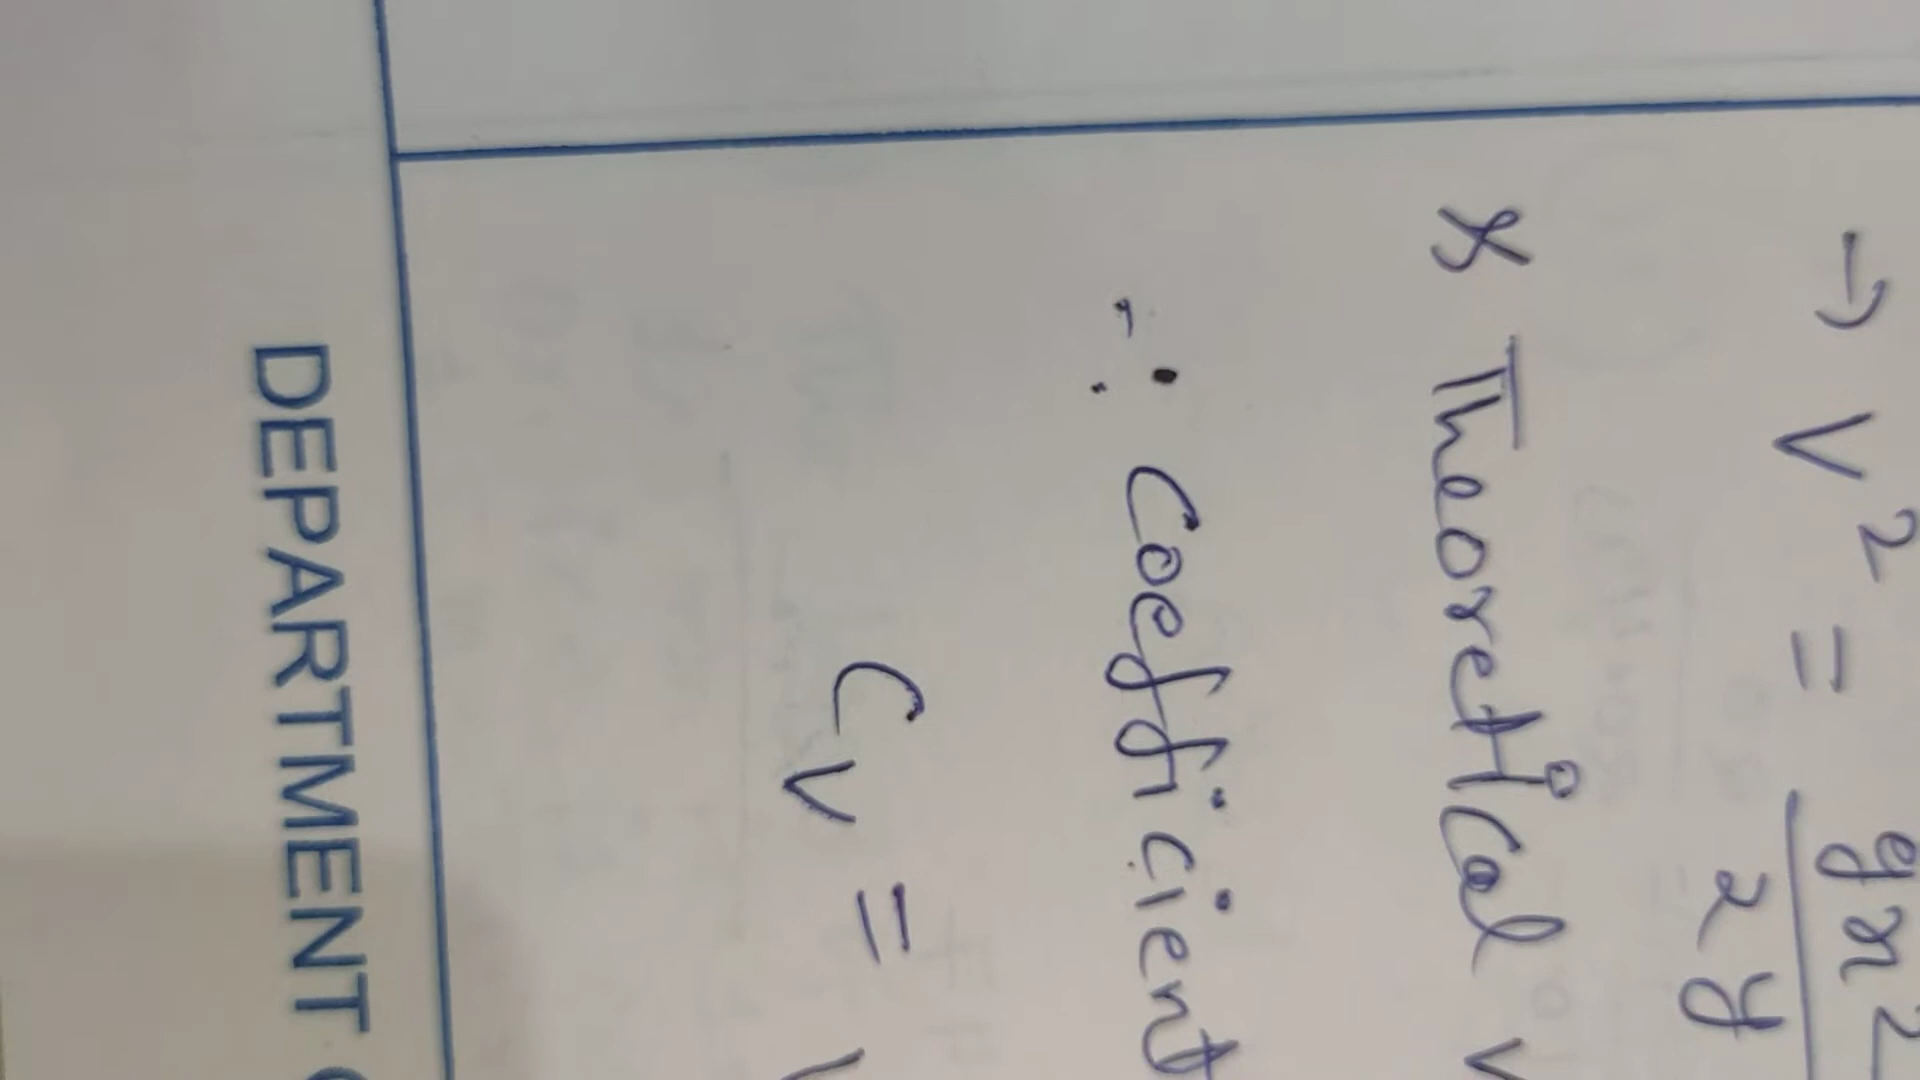 → V² = gx²/2y
* Theoretical V
∴ Coefficient
Cv =
DEPARTMENT